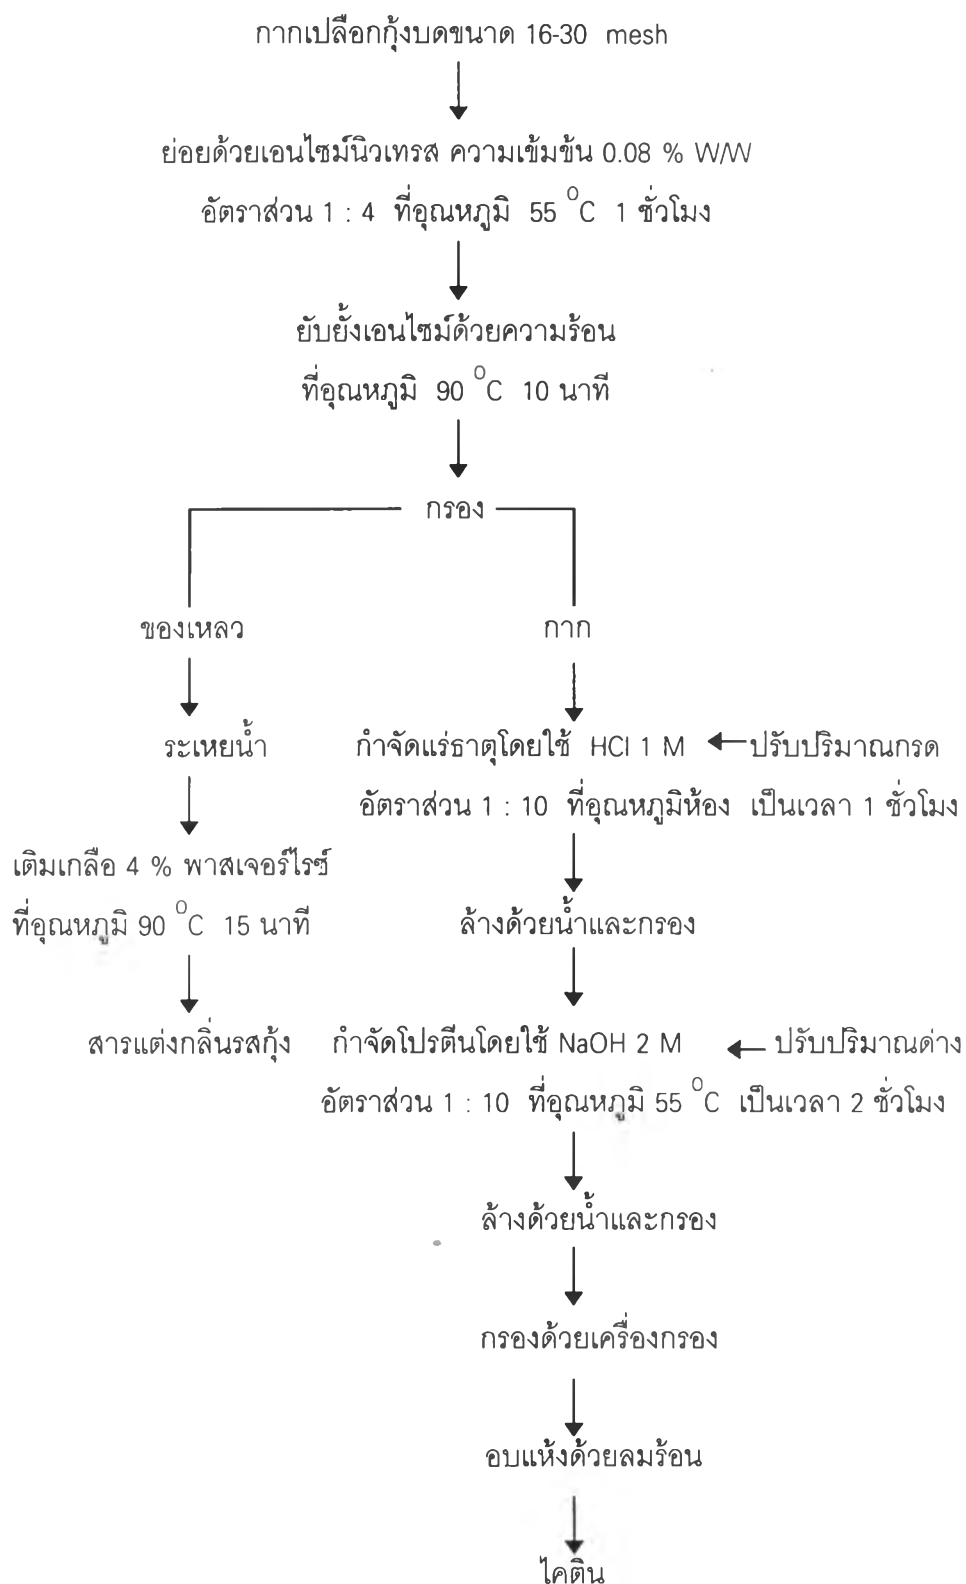 กากเปลือกกุ้งบดขนาด 16-30 mesh
ย่อยด้วยเอนไซม์นิวเทรส ความเข้มข้น 0.08 % W/W
อัตราส่วน 1 : 4 ที่อุณหภูมิ 55 °C 1 ชั่วโมง
ยับยั้งเอนไซม์ด้วยความร้อน
ที่อุณหภูมิ 90 °C 10 นาที
กรอง
ของเหลว กาก
ระเหยน้ำ กำจัดแร่ธาตุโดยใช้ HCl 1 M ปรับปริมาณกรด
อัตราส่วน 1 : 10 ที่อุณหภูมิห้อง เป็นเวลา 1 ชั่วโมง
เติมเกลือ 4 % พาสเจอร์ไรซ์
ที่อุณหภูมิ 90 °C 15 นาที ล้างด้วยน้ำและกรอง
สารแต่งกลิ่นรสกุ้ง กำจัดโปรตีนโดยใช้ NaOH 2 M ปรับปริมาณด่าง
อัตราส่วน 1 : 10 ที่อุณหภูมิ 55 °C เป็นเวลา 2 ชั่วโมง
ล้างด้วยน้ำและกรอง
กรองด้วยเครื่องกรอง
อบแห้งด้วยลมร้อน
ไคติน